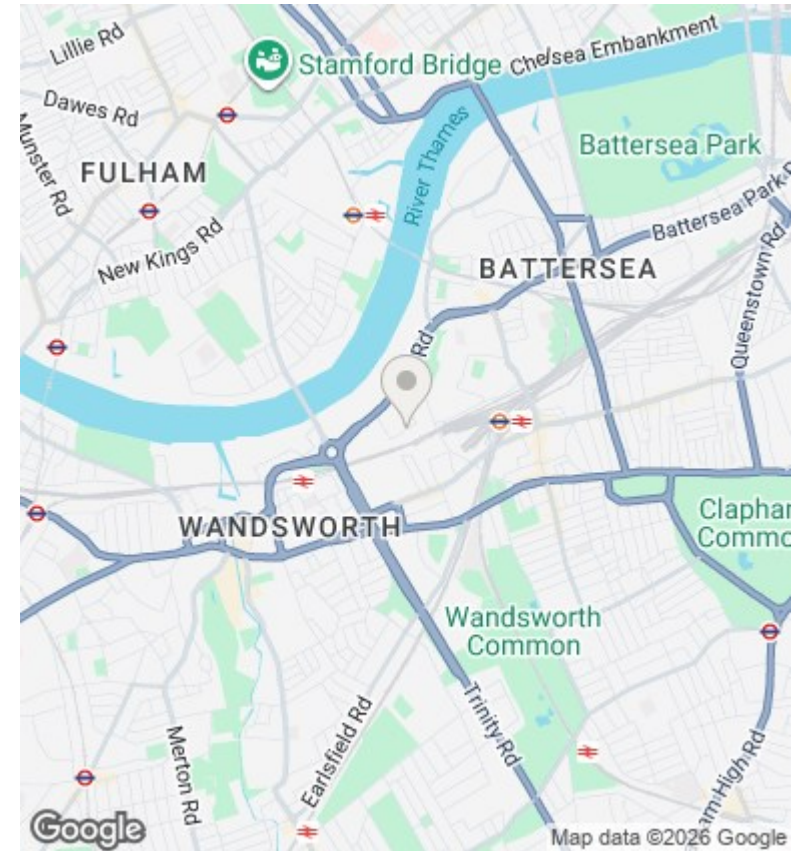 Lillie Rd
Stamford Bridge
Chelsea Embankment
Dawes Rd
Munster Rd
FULHAM
River Thames
Battersea Park
New Kings Rd
Battersea Park R
BATTERSEA
Queenstown Rd
Rd
WANDSWORTH
Clapham
Commo
Wandsworth
Common
Trinity Rd
Earlsfield Rd
Merton Rd
am High Rd
Google
Map data ©2026 Google